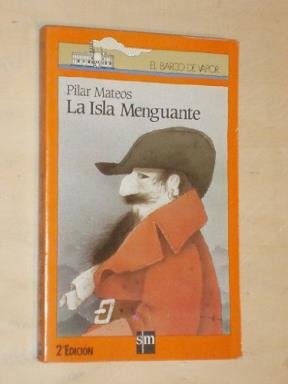 EL BARCO DE VAPOR
Pilar Mateos
La Isla Menguante
2ª EDICIÓN
sm